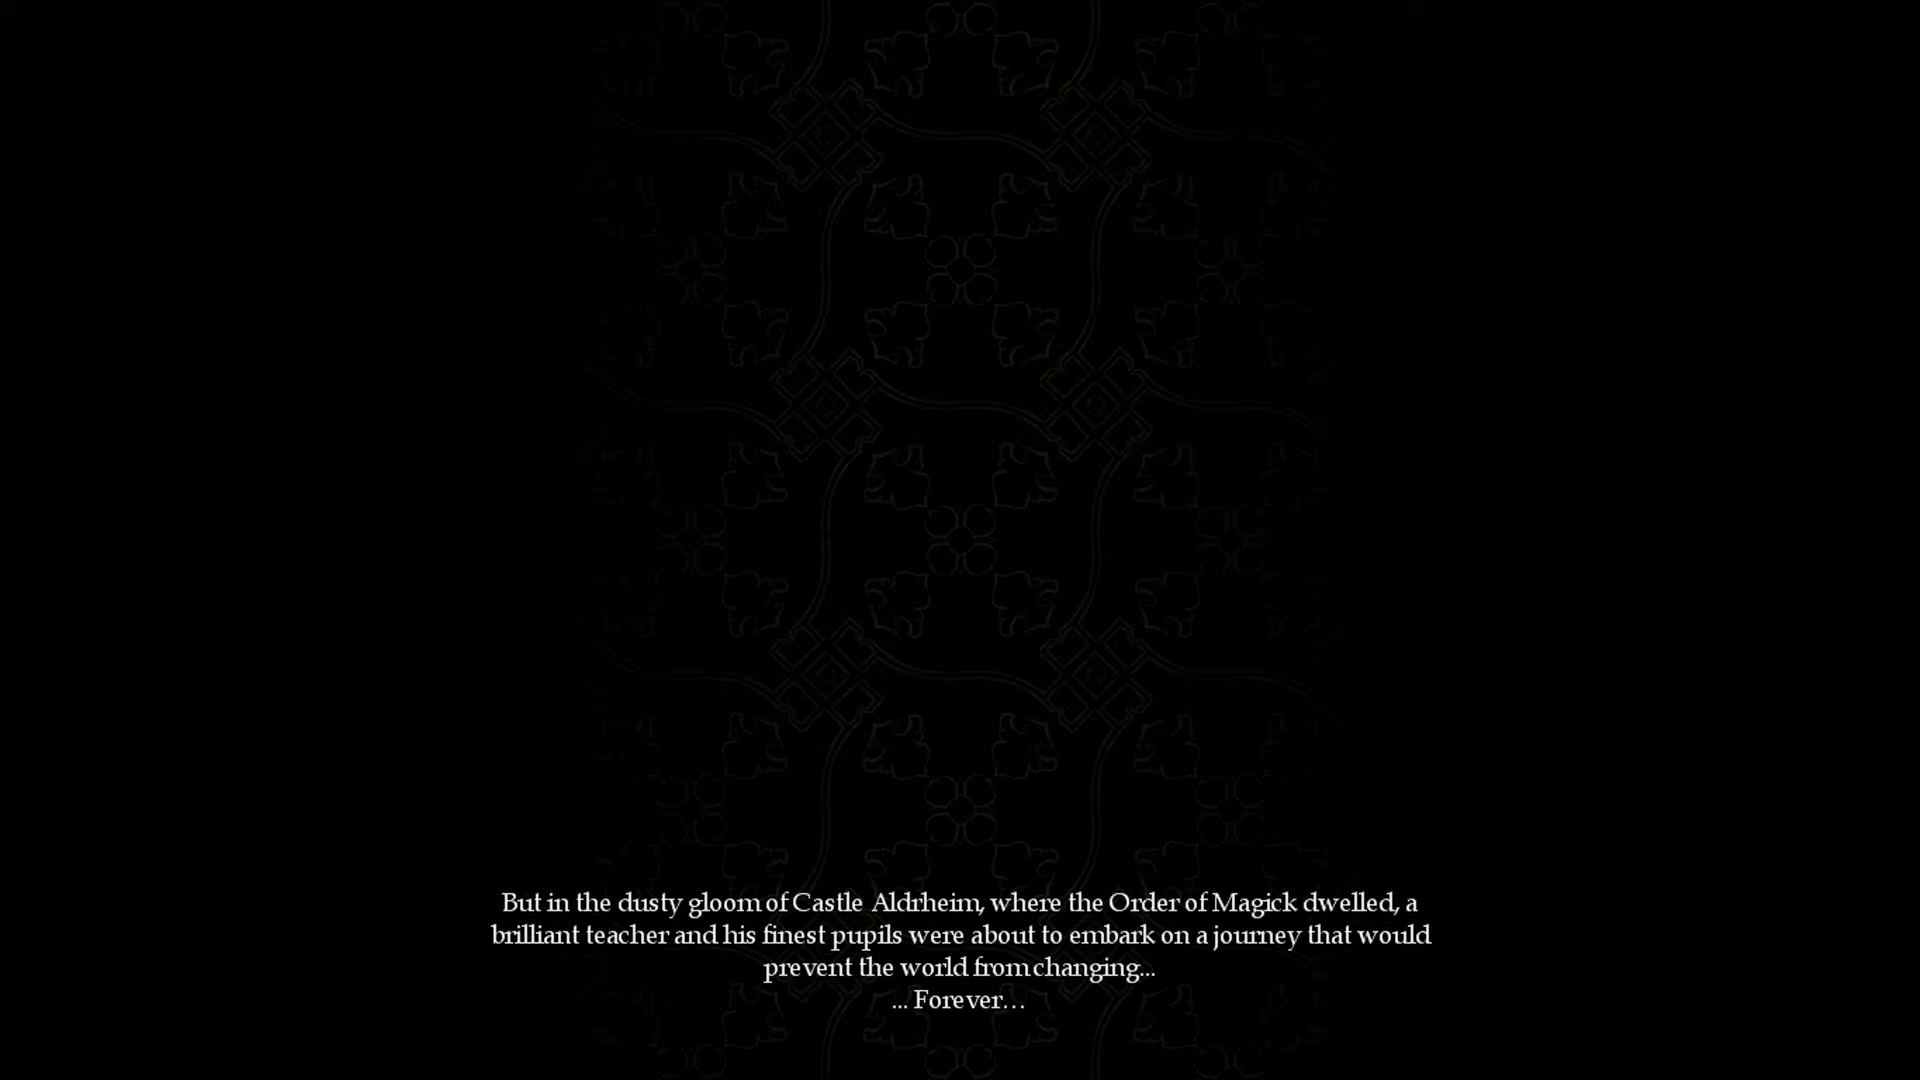 But in the dusty gloom of Castle Aldrheim, where the Order of Magick dwelled, a
brilliant teacher and his finest pupils were about to embark on a journey that would
prevent the world from changing...
... Forever...